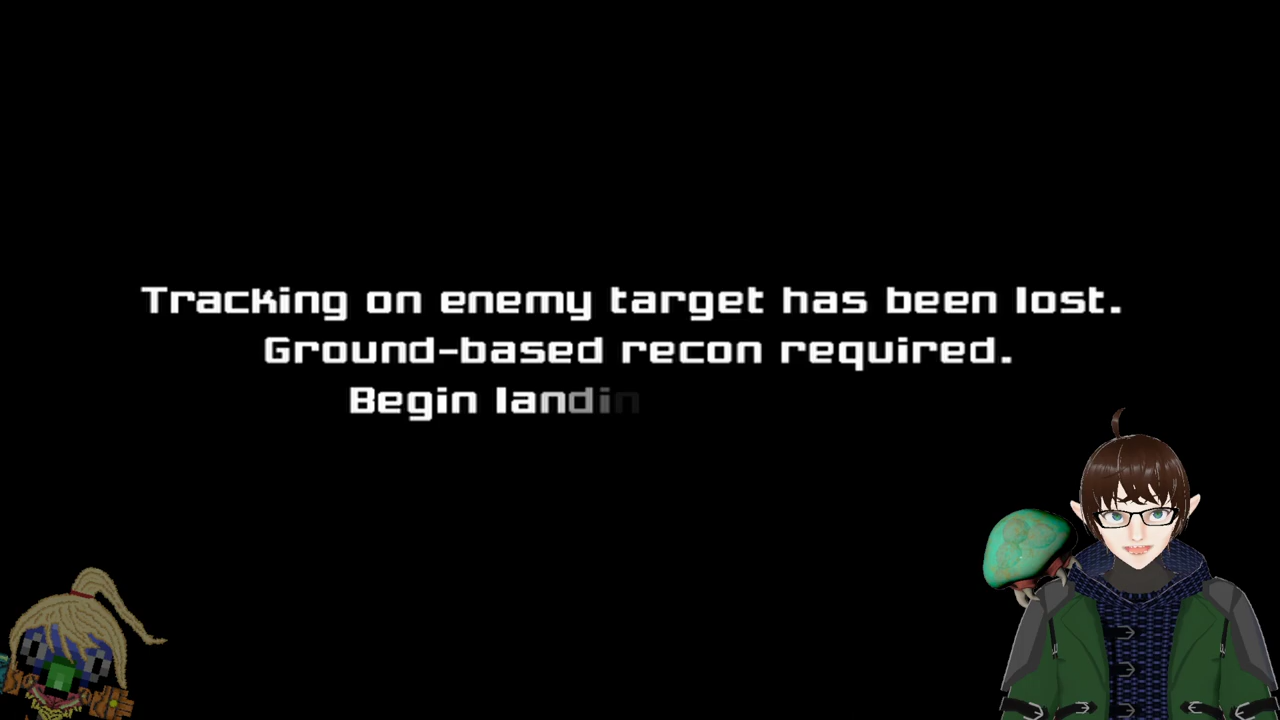 Tracking on enemy target has been lost.
Ground-based recon required.
Begin landin